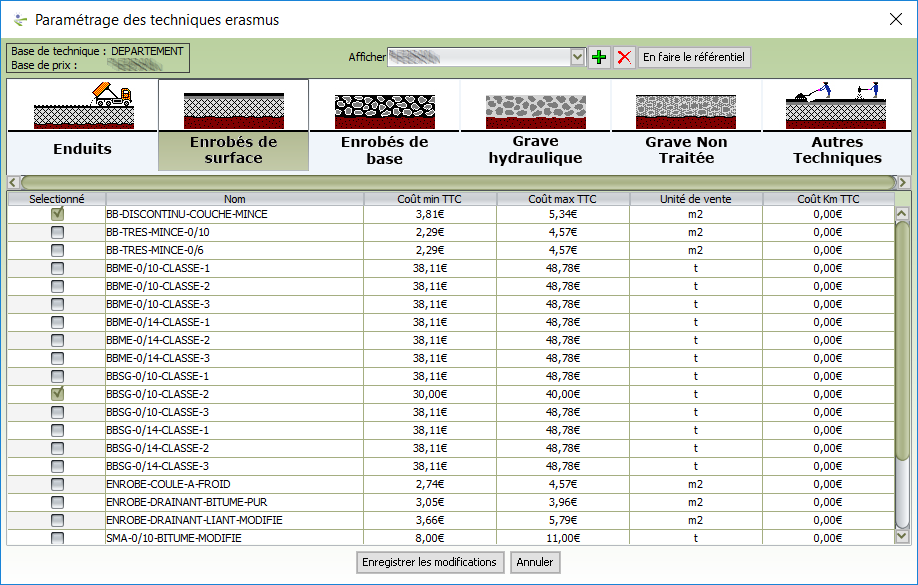 Paramétrage des techniques erasmus
Base de technique : DEPARTEMENT
Base de prix :
Afficher
En faire le référentiel
Enduits
Enrobés de
surface
Enrobés de
base
Grave
hydraulique
Grave Non
Traitée
Autres
Techniques
Selectionné Nom Coût min TTC Coût max TTC Unité de vente Coût Km TTC
BB-DISCONTINU-COUCHE-MINCE 3,81€ 5,34€ m2 0,00€
BB-TRES-MINCE-0/10 2,29€ 4,57€ m2 0,00€
BB-TRES-MINCE-0/6 2,29€ 4,57€ m2 0,00€
BBME-0/10-CLASSE-1 38,11€ 48,78€ t 0,00€
BBME-0/10-CLASSE-2 38,11€ 48,78€ t 0,00€
BBME-0/10-CLASSE-3 38,11€ 48,78€ t 0,00€
BBME-0/14-CLASSE-1 38,11€ 48,78€ t 0,00€
BBME-0/14-CLASSE-2 38,11€ 48,78€ t 0,00€
BBME-0/14-CLASSE-3 38,11€ 48,78€ t 0,00€
BBSG-0/10-CLASSE-1 38,11€ 48,78€ t 0,00€
BBSG-0/10-CLASSE-2 30,00€ 40,00€ t 0,00€
BBSG-0/10-CLASSE-3 38,11€ 48,78€ t 0,00€
BBSG-0/14-CLASSE-1 38,11€ 48,78€ t 0,00€
BBSG-0/14-CLASSE-2 38,11€ 48,78€ t 0,00€
BBSG-0/14-CLASSE-3 38,11€ 48,78€ t 0,00€
ENROBE-COULE-A-FROID 2,74€ 4,57€ m2 0,00€
ENROBE-DRAINANT-BITUME-PUR 3,05€ 3,96€ m2 0,00€
ENROBE-DRAINANT-LIANT-MODIFIE 3,66€ 5,79€ m2 0,00€
SMA-0/10-BITUME-MODIFIE 8,00€ 11,00€ t 0,00€
Enregistrer les modifications
Annuler